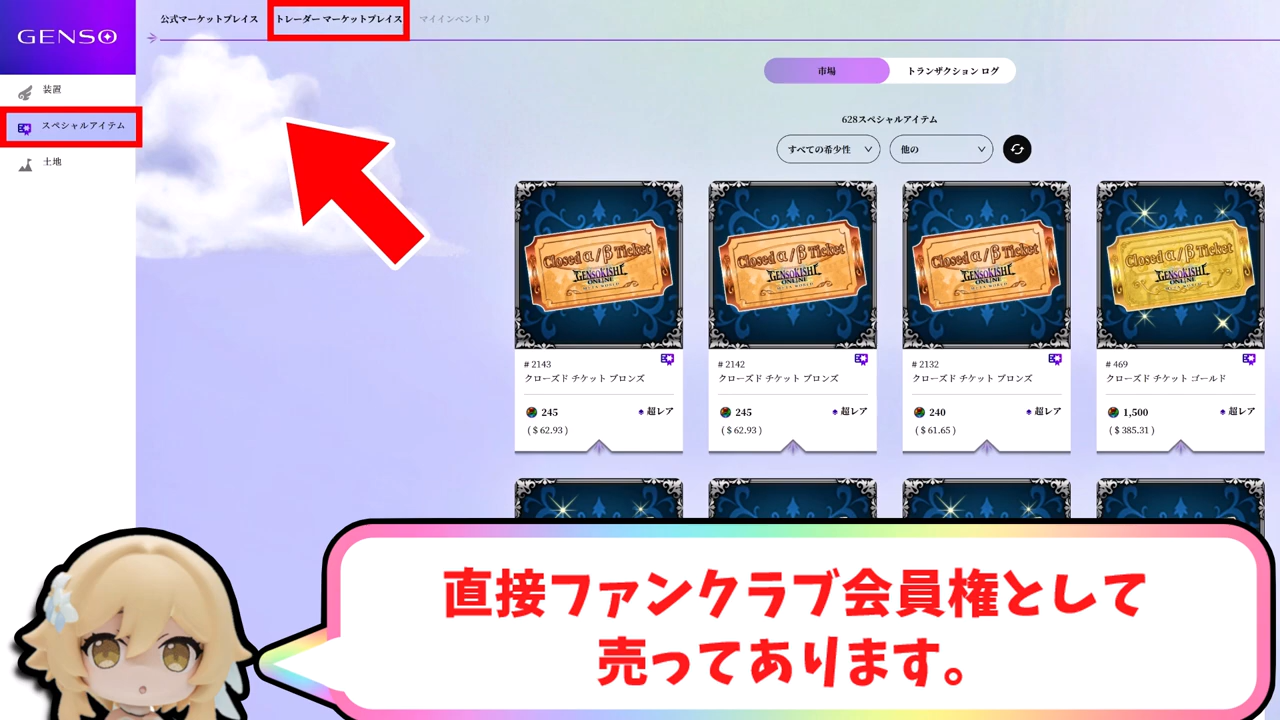 GENSO
公式マーケットプレイス
トレーダー マーケットプレイス
マイインベントリ
装置
スペシャルアイテム
土地
市場
トランザクション ログ
628スペシャルアイテム
すべての希少性
他の
Closed α/β Ticket
GENSOKISHI
ONLINE
META WORLD
Closed α/β Ticket
GENSOKISHI
ONLINE
META WORLD
Closed α/β Ticket
GENSOKISHI
ONLINE
META WORLD
Closed α/β Ticket
GENSOKISHI
ONLINE
META WORLD
# 2143
クローズド チケット ブロンズ
245
超レア
( $ 62.93 )
# 2142
クローズド チケット ブロンズ
245
超レア
( $ 62.93 )
# 2132
クローズド チケット ブロンズ
240
超レア
( $ 61.65 )
# 469
クローズド チケット ゴールド
1,500
超レア
( $ 385.31 )
直接ファンクラブ会員権として
売ってあります。